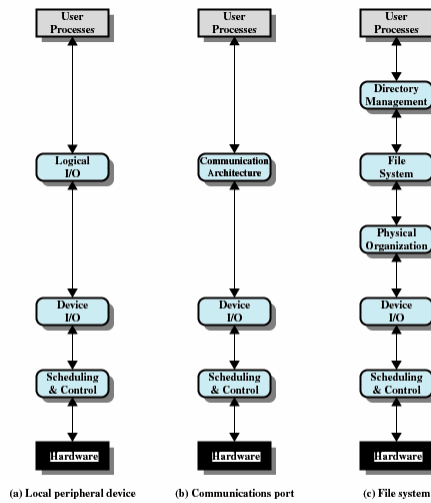 User
Processes
Logical
I/O
Device
I/O
Scheduling
& Control
Hardware
(a) Local peripheral device
User
Processes
Communication
Architecture
Device
I/O
Scheduling
& Control
Hardware
(b) Communications port
User
Processes
Directory
Management
File
System
Physical
Organization
Device
I/O
Scheduling
& Control
Hardware
(c) File system